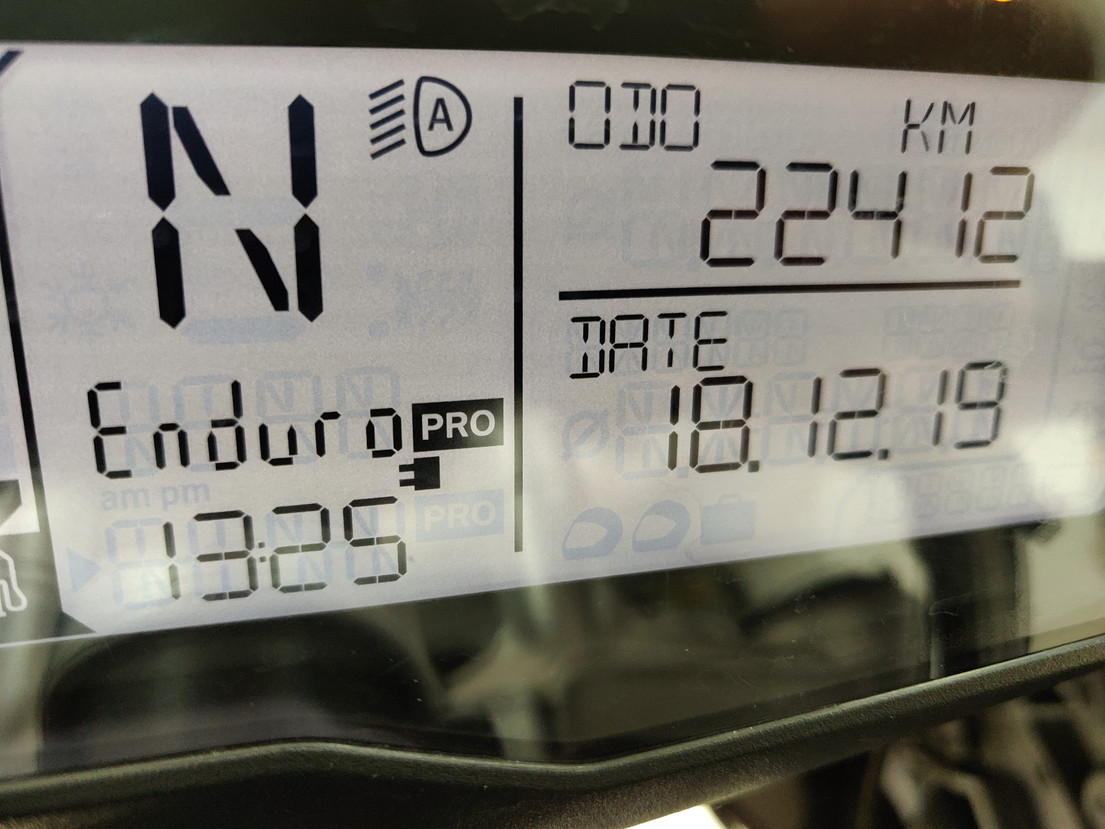 N
A
Enduro PRO
am pm
PRO
13:25
ODO KM
22412
DATE
18.12.19